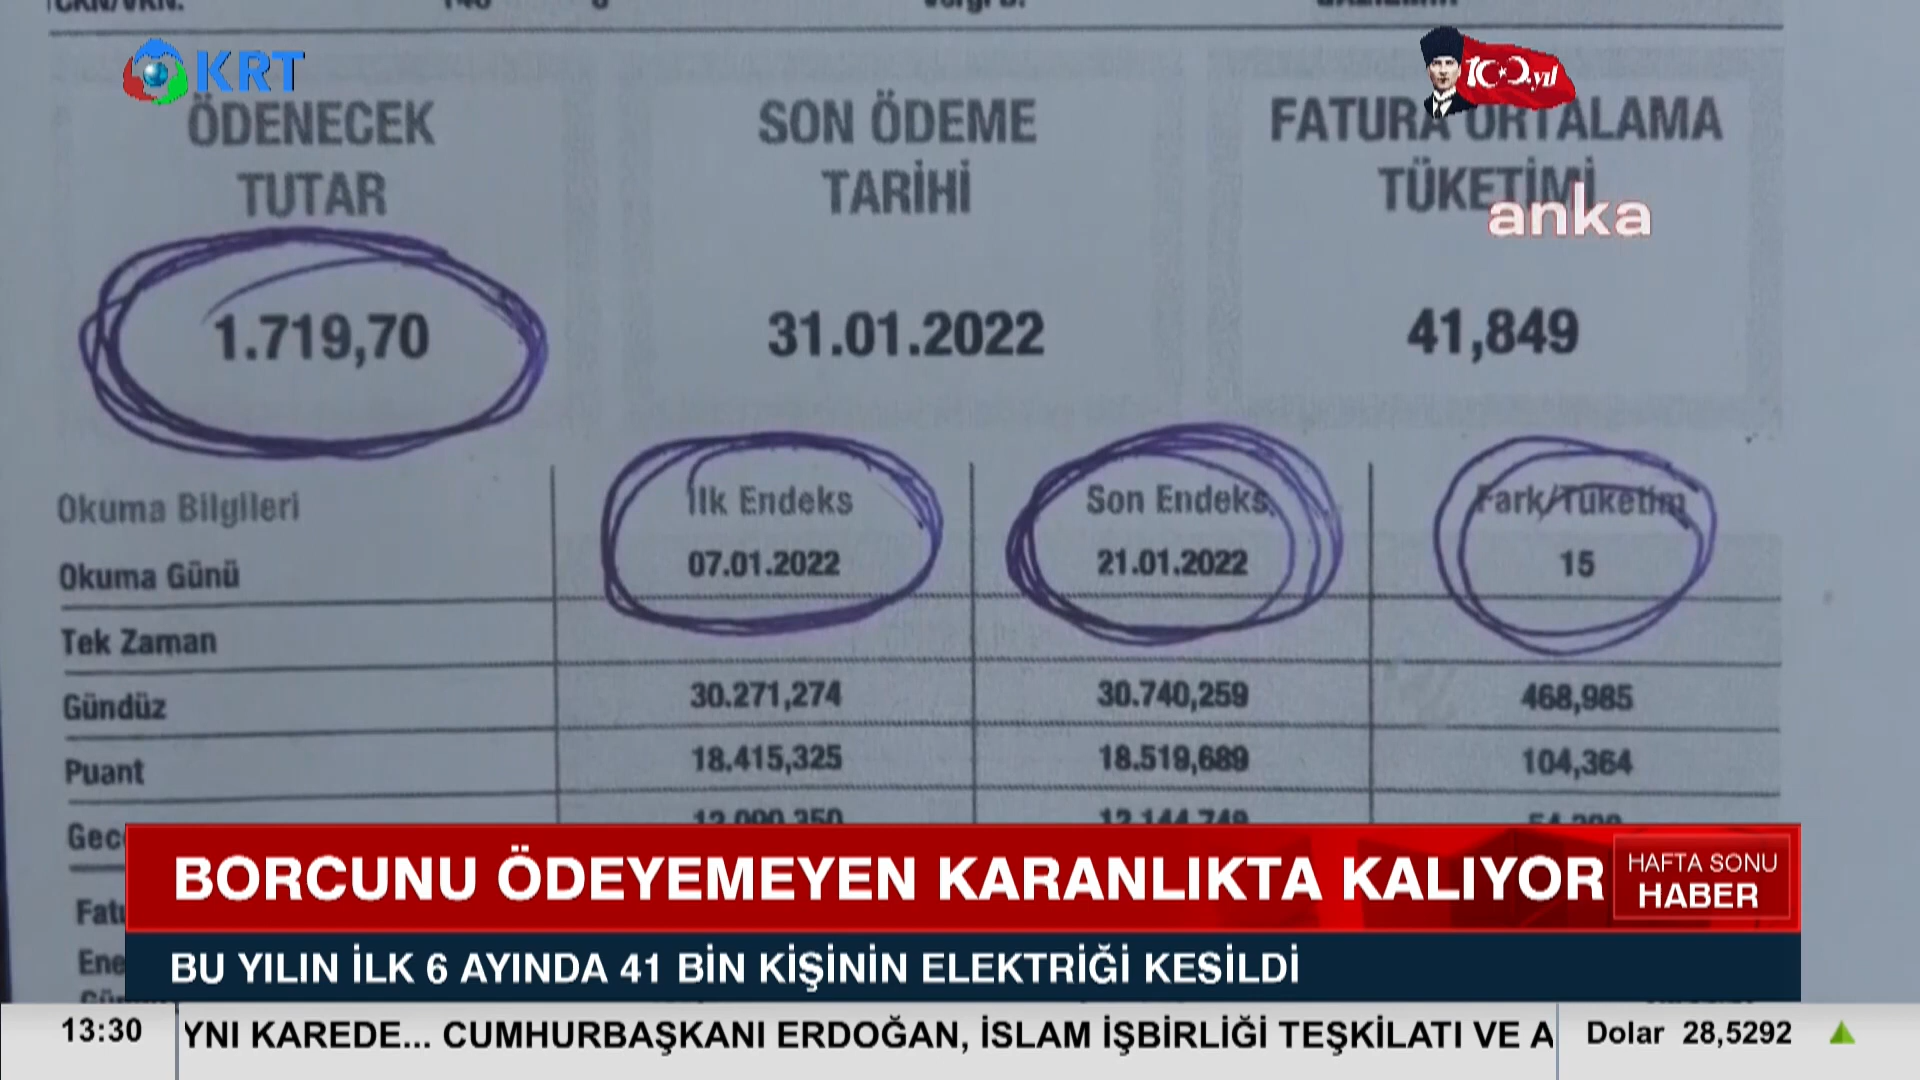 TCKN/VKN:
KRT
100.yıl
ÖDENECEK
TUTAR
SON ÖDEME
TARİHİ
FATURA ORTALAMA
TÜKETİMİ
anka
1.719,70
31.01.2022
41,849
Okuma Bilgileri
İlk Endeks
Son Endeks
Fark/Tüketim
Okuma Günü
07.01.2022
21.01.2022
15
Tek Zaman
Gündüz
30.271,274
30.740,259
468,985
Puant
18.415,325
18.519,689
104,364
BORCUNU ÖDEYEMEYEN KARANLIKTA KALIYOR
HAFTA SONU
HABER
BU YILIN İLK 6 AYINDA 41 BİN KİŞİNİN ELEKTRİĞİ KESİLDİ
13:30
YNI KAREDE... CUMHURBAŞKANI ERDOĞAN, İSLAM İŞBİRLİĞİ TEŞKİLATI VE A
Dolar 28,5292